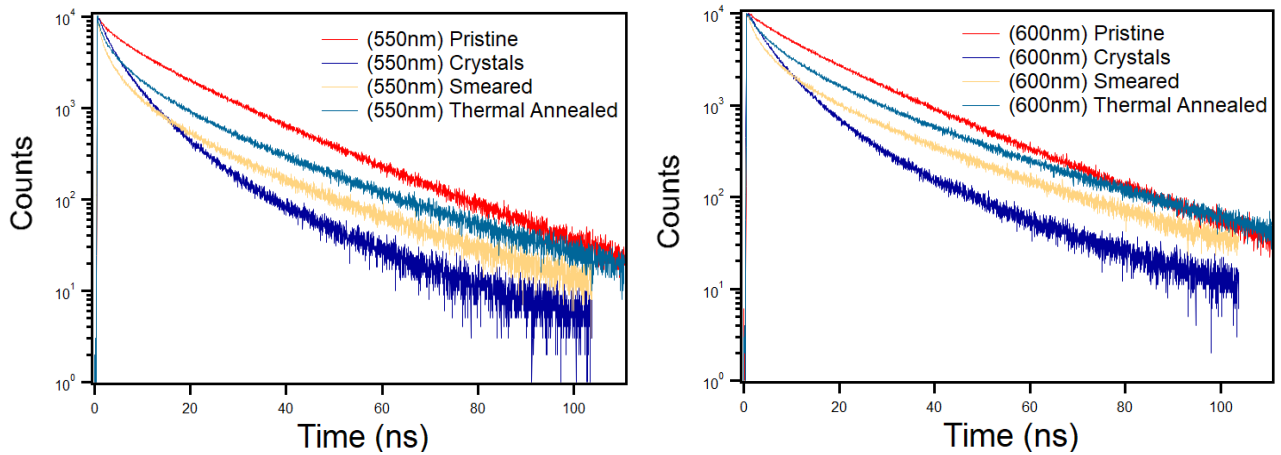 10⁴
10³
10²
10¹
10⁰
Counts
(550nm) Pristine
(550nm) Crystals
(550nm) Smeared
(550nm) Thermal Annealed
0 20 40 60 80 100
Time (ns)
10⁴
10³
10²
10¹
10⁰
Counts
(600nm) Pristine
(600nm) Crystals
(600nm) Smeared
(600nm) Thermal Annealed
0 20 40 60 80 100
Time (ns)